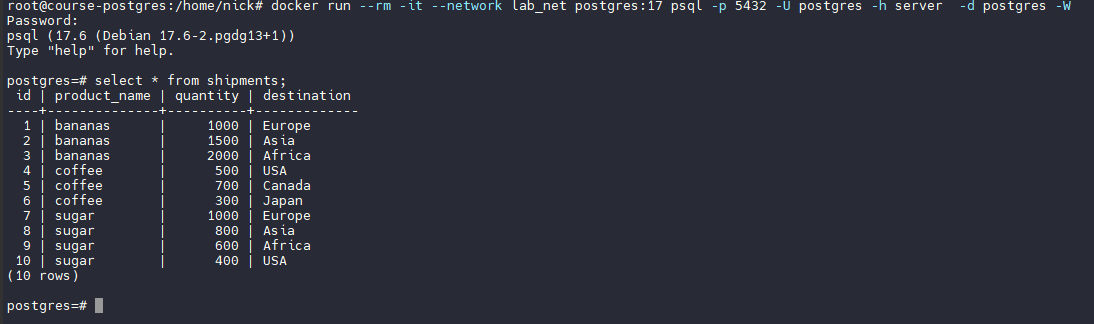 root@course-postgres:/home/nick# docker run --rm -it --network lab_net postgres:17 psql -p 5432 -U postgres -h server  -d postgres -W
Password:
psql (17.6 (Debian 17.6-2.pgdg13+1))
Type "help" for help.

postgres=# select * from shipments;
 id | product_name | quantity | destination
----+--------------+----------+-------------
  1 | bananas      |     1000 | Europe
  2 | bananas      |     1500 | Asia
  3 | bananas      |     2000 | Africa
  4 | coffee       |      500 | USA
  5 | coffee       |      700 | Canada
  6 | coffee       |      300 | Japan
  7 | sugar        |     1000 | Europe
  8 | sugar        |      800 | Asia
  9 | sugar        |      600 | Africa
 10 | sugar        |      400 | USA
(10 rows)

postgres=#